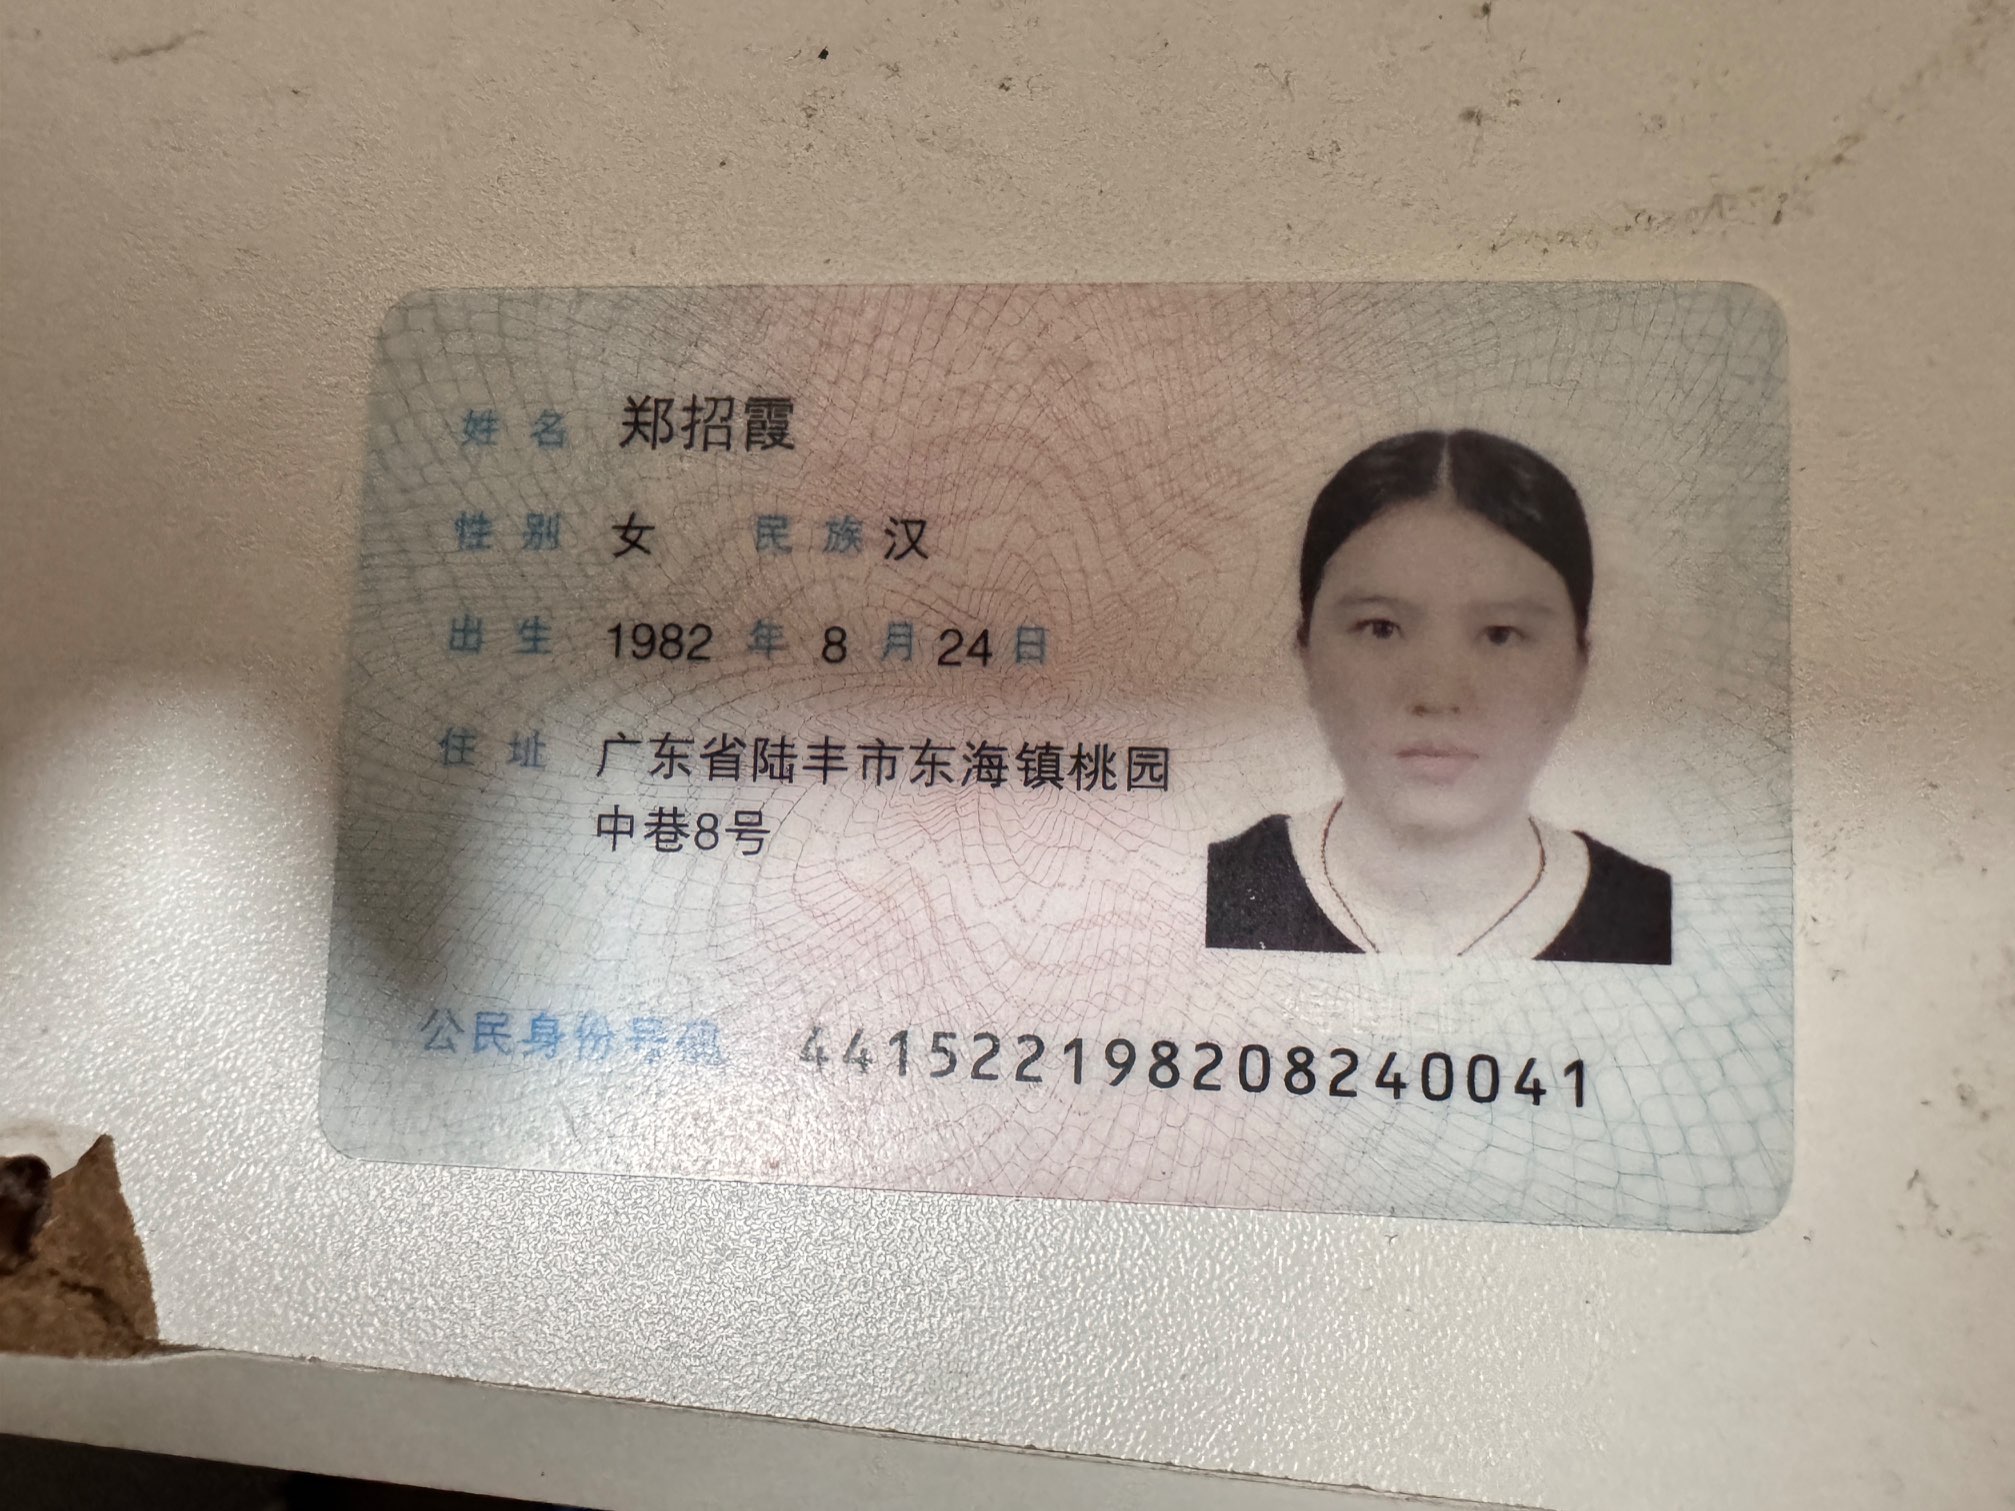 姓名 郑招霞
性别 女 民族 汉
出生 1982 年 8 月 24 日
住址 广东省陆丰市东海镇桃园
中巷8号
公民身份号码 441522198208240041